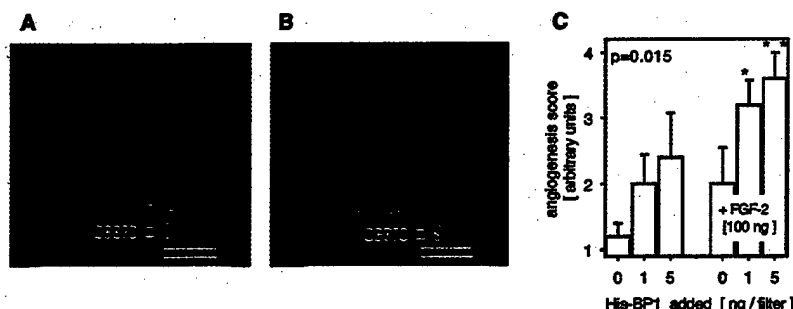 A
B
C
p=0.015
angiogenesis score
[ arbitrary units ]
4
3
2
1
*
* *
+ FGF-2
[100 ng ]
0 1 5 0 1 5
His-BP1 added [ ng / filter ]